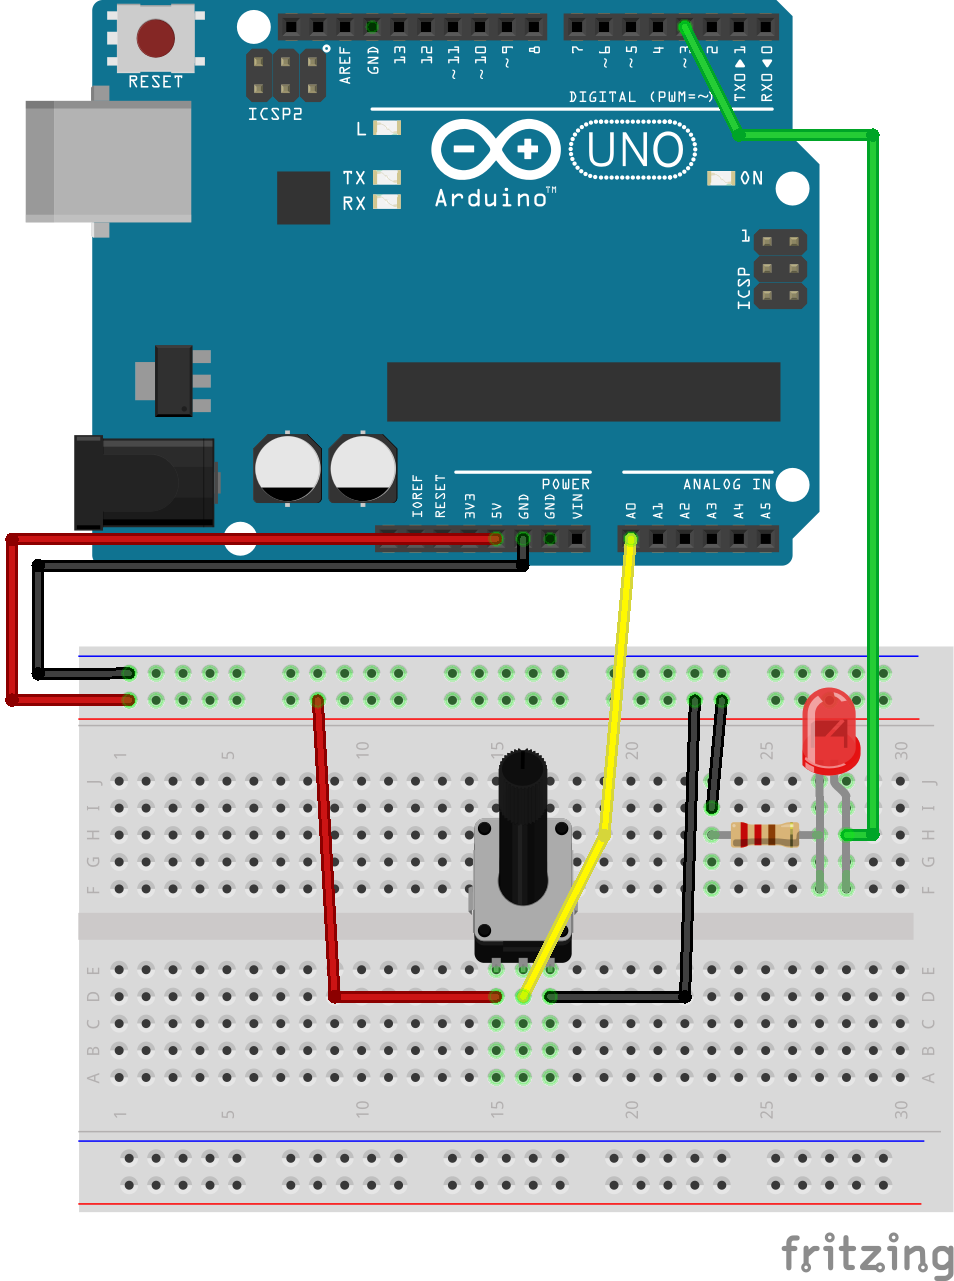 RESET
ICSP2
AREF
GND
13
12
~11
~10
~9
8
7
~6
~5
4
~3
2
TXO 1
RXO 0
DIGITAL (PWM=~)
L
TX
RX
Arduino™
UNO
ON
1
ICSP
POWER
ANALOG IN
IOREF
RESET
3V3
5V
GND
GND
VIN
A0
A1
A2
A3
A4
A5
1 5 10 15 20 25 30
J J
I I
H H
G G
F F
E E
D D
C C
B B
A A
1 5 10 15 20 25 30
fritzing